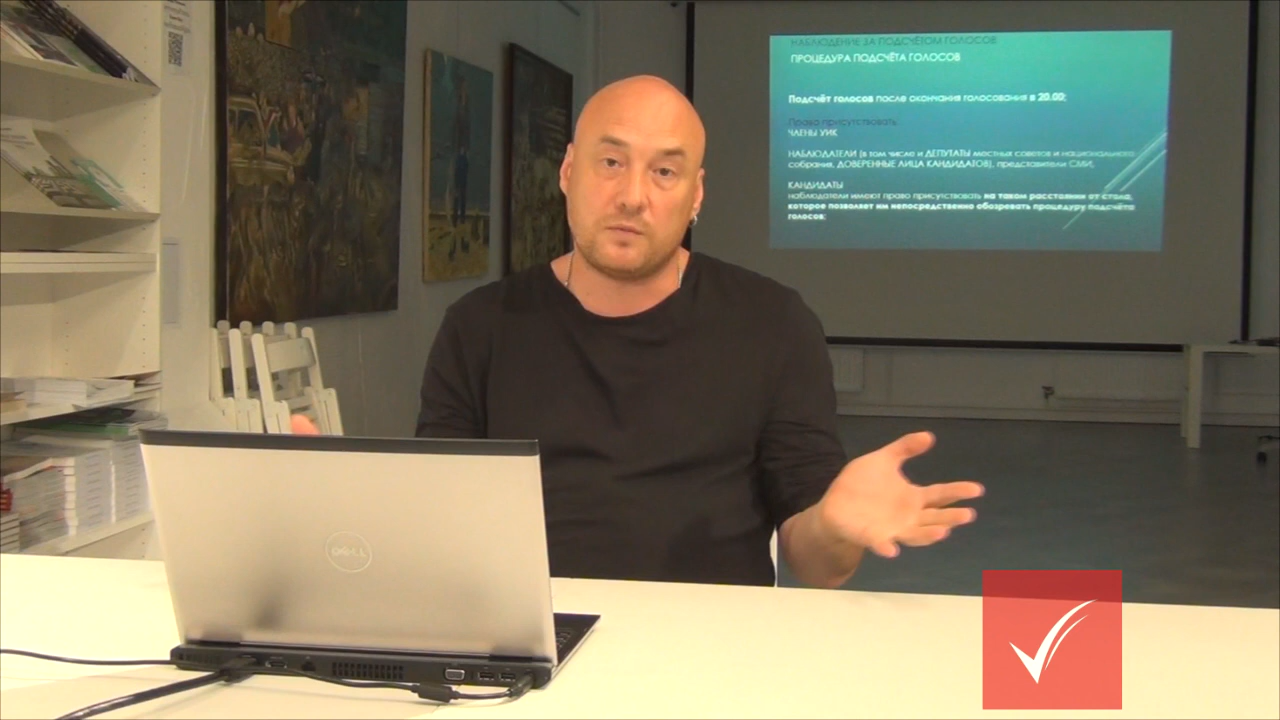 НАБЛЮДЕНИЕ ЗА ПОДСЧЁТОМ ГОЛОСОВ
ПРОЦЕДУРА ПОДСЧЁТА ГОЛОСОВ
Подсчёт голосов после окончания голосования в 20.00:
Права присутствовать:
ЧЛЕНЫ УИК
НАБЛЮДАТЕЛИ (в том числе и ДЕПУТАТЫ местных советов и национального
собрания, ДОВЕРЕННЫЕ ЛИЦА КАНДИДАТОВ), представители СМИ,
КАНДИДАТЫ
наблюдатели имеют право присутствовать на таком расстоянии от стола,
которое позволяет им непосредственно обозревать процедуру подсчёта
голосов;
DELL